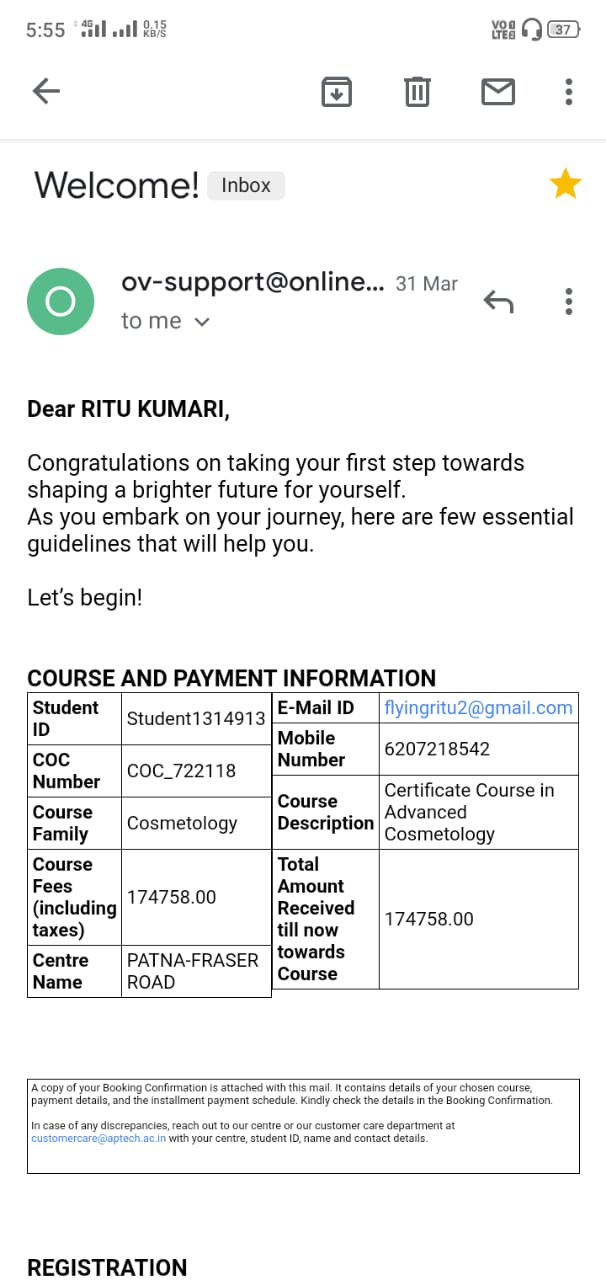 5:55 4G 0.15 KB/S VO LTE 37
Welcome! Inbox
O
ov-support@online... 31 Mar
to me
Dear RITU KUMARI,
Congratulations on taking your first step towards
shaping a brighter future for yourself.
As you embark on your journey, here are few essential
guidelines that will help you.
Let's begin!
COURSE AND PAYMENT INFORMATION
Student ID Student1314913
COC Number COC_722118
Course Family Cosmetology
Course Fees (including taxes) 174758.00
Centre Name PATNA-FRASER ROAD
E-Mail ID flyingritu2@gmail.com
Mobile Number 6207218542
Course Description Certificate Course in Advanced Cosmetology
Total Amount Received till now towards Course 174758.00
A copy of your Booking Confirmation is attached with this mail. It contains details of your chosen course,
payment details, and the installment payment schedule. Kindly check the details in the Booking Confirmation.
In case of any discrepancies, reach out to our centre or our customer care department at
customercare@aptech.ac.in with your centre, student ID, name and contact details.
REGISTRATION